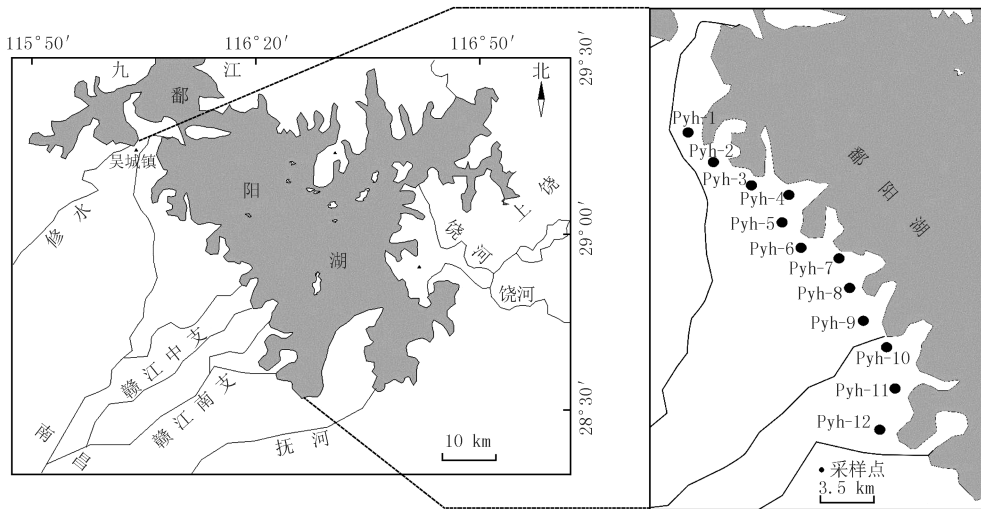 115°50′
116°20′
116°50′
29°30′
29°00′
28°30′
九 江
北
鄱
阳
湖
吴城镇
修水
上饶
饶河
饶河
赣江中支
赣江南支
南昌
抚河
10 km
Pyh-1
Pyh-2
Pyh-3
Pyh-4
Pyh-5
Pyh-6
Pyh-7
Pyh-8
Pyh-9
Pyh-10
Pyh-11
Pyh-12
鄱阳湖
采样点
3.5 km